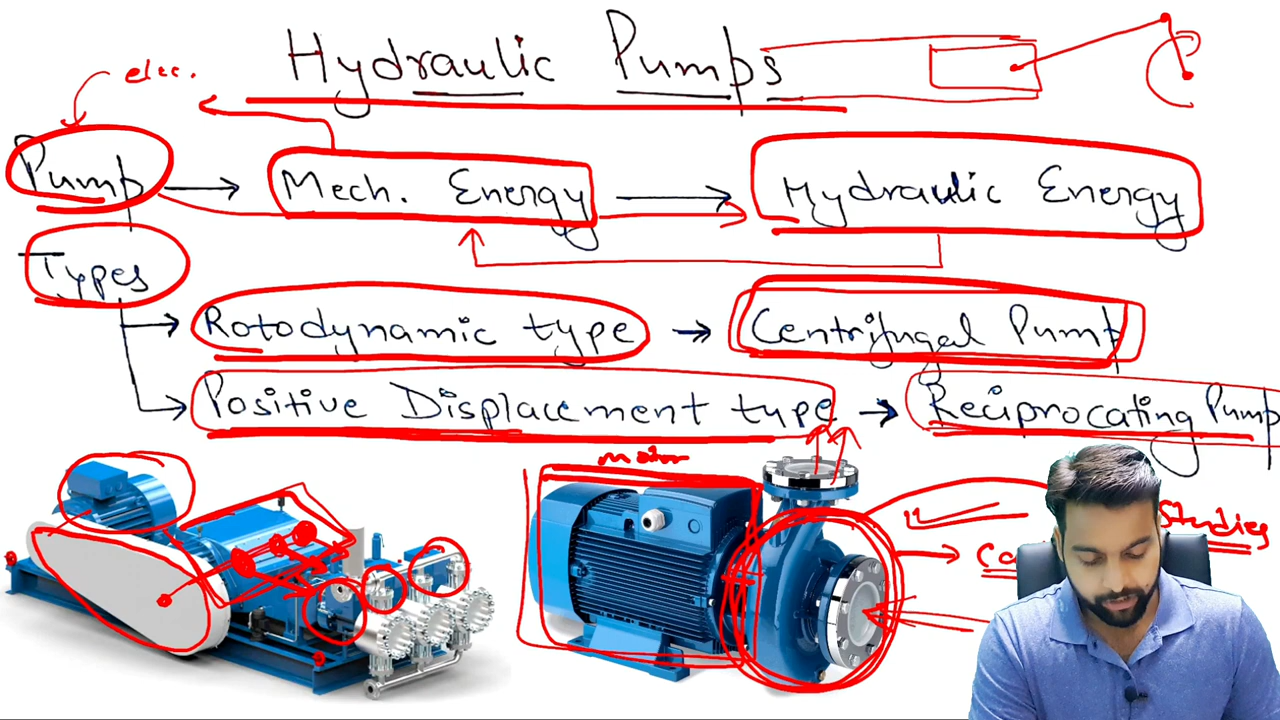 Hydraulic Pumps
elec.
Pump → Mech. Energy → Hydraulic Energy
Types
→ Rotodynamic type → Centrifugal Pump
→ Positive Displacement type → Reciprocating Pump
motor
Studies